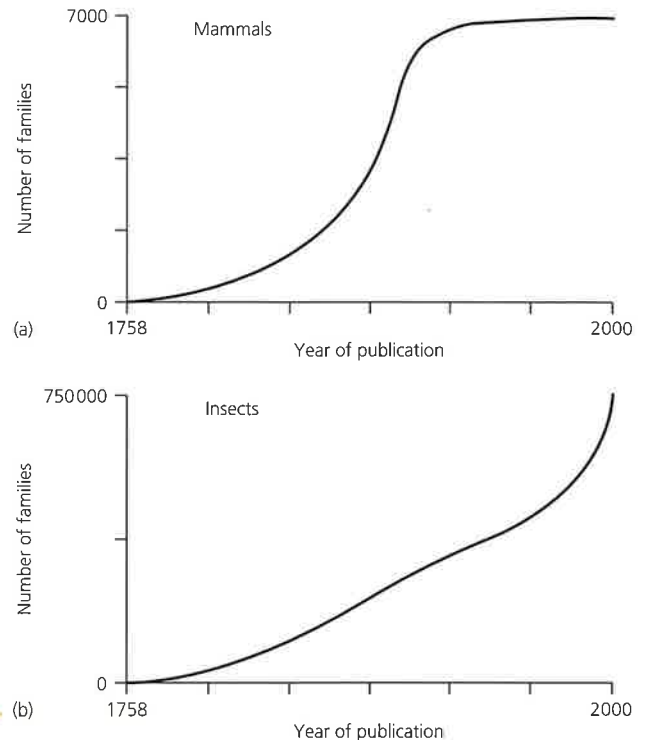 7000
Mammals
Number of families
0
(a)
1758
2000
Year of publication
750000
Insects
Number of families
0
(b)
1758
2000
Year of publication